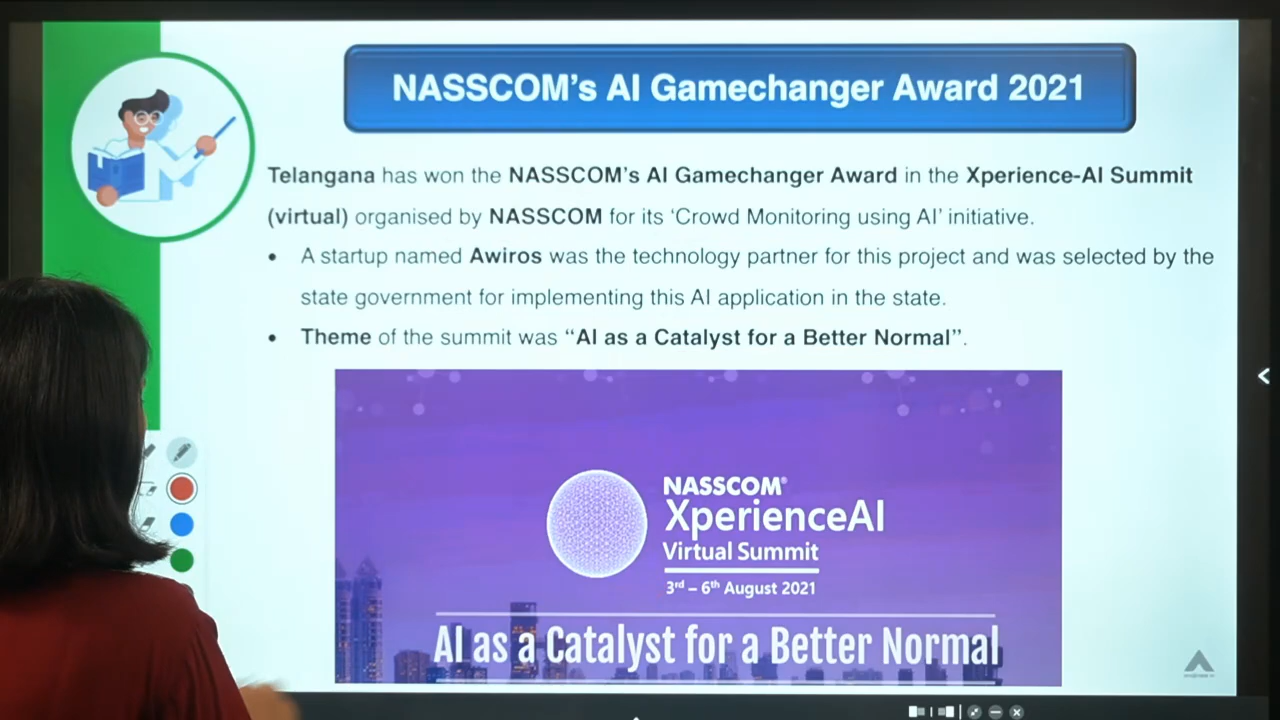 NASSCOM’s AI Gamechanger Award 2021
Telangana has won the NASSCOM’s AI Gamechanger Award in the Xperience-AI Summit
(virtual) organised by NASSCOM for its ‘Crowd Monitoring using AI’ initiative.
• A startup named Awiros was the technology partner for this project and was selected by the
state government for implementing this AI application in the state.
• Theme of the summit was “AI as a Catalyst for a Better Normal”.
NASSCOM®
XperienceAI
Virtual Summit
3rd – 6th August 2021
AI as a Catalyst for a Better Normal